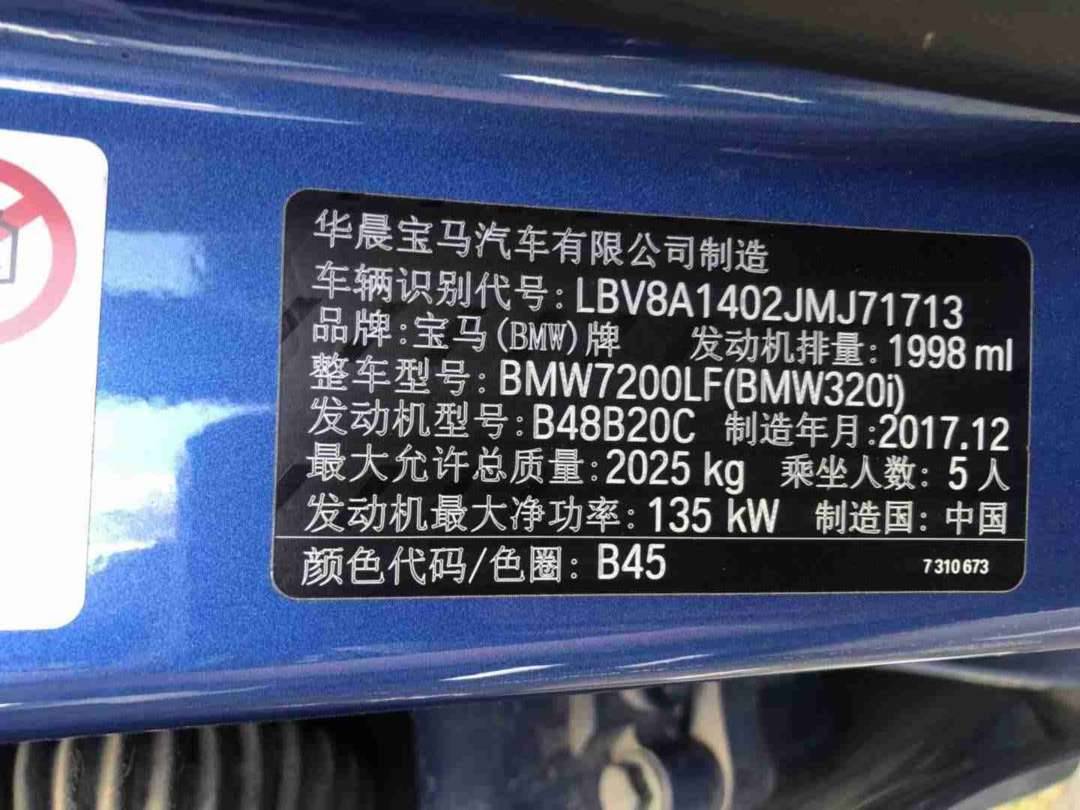 华晨宝马汽车有限公司制造
车辆识别代号: LBV8A1402JMJ71713
品牌: 宝马(BMW)牌 发动机排量: 1998 ml
整车型号: BMW7200LF(BMW320i)
发动机型号: B48B20C 制造年月: 2017.12
最大允许总质量: 2025 kg 乘坐人数: 5 人
发动机最大净功率: 135 kW 制造国: 中国
颜色代码/色圈: B45 7 310 673